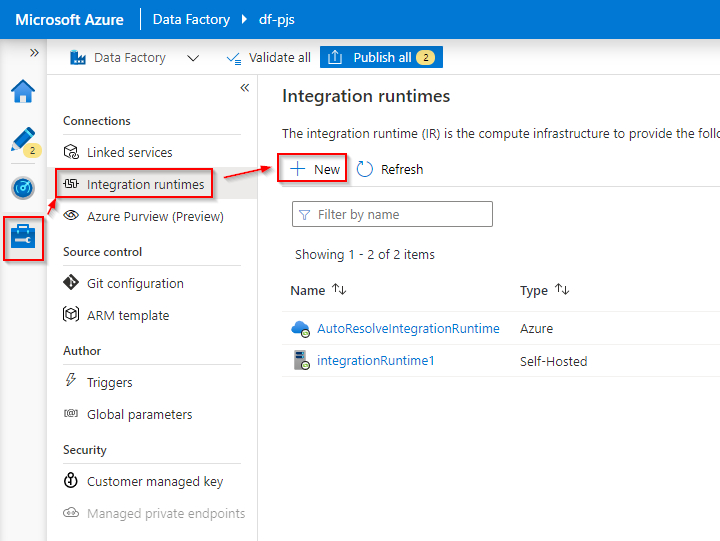 Microsoft Azure Data Factory df-pjs
Data Factory Validate all Publish all 2
2
Connections
Linked services
Integration runtimes
Azure Purview (Preview)
Source control
Git configuration
ARM template
Author
Triggers
Global parameters
Security
Customer managed key
Managed private endpoints
Integration runtimes
The integration runtime (IR) is the compute infrastructure to provide the follo
New Refresh
Filter by name
Showing 1 - 2 of 2 items
Name Type
AutoResolveIntegrationRuntime Azure
integrationRuntime1 Self-Hosted